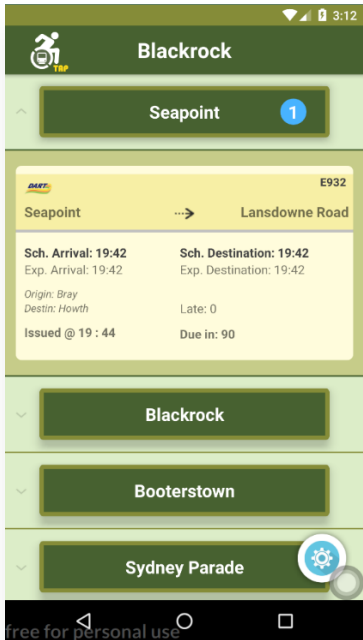 3:12
TAP
Blackrock
Seapoint 1
DART
E932
Seapoint Lansdowne Road
Sch. Arrival: 19:42 Sch. Destination: 19:42
Exp. Arrival: 19:42 Exp. Destination: 19:42
Origin: Bray
Destin: Howth Late: 0
Issued @ 19 : 44 Due in: 90
Blackrock
Booterstown
Sydney Parade
free for personal use